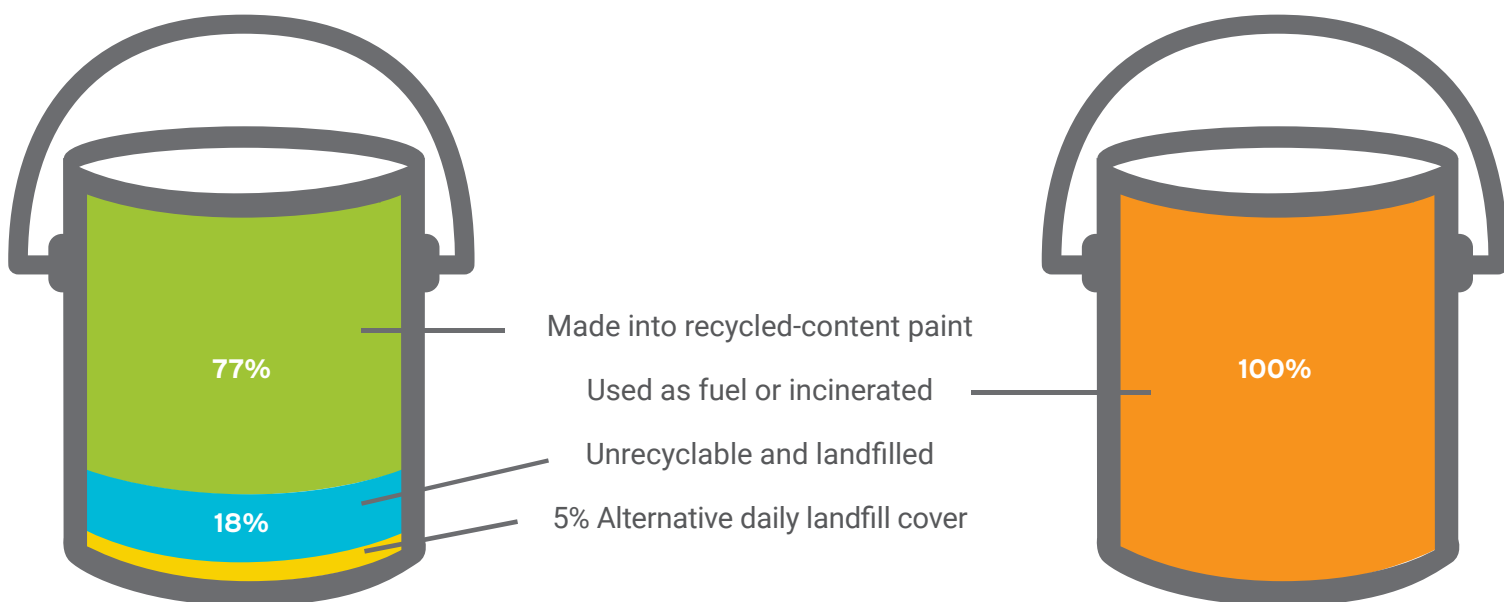 Made into recycled-content paint
77%
100%
Used as fuel or incinerated
Unrecyclable and landfilled
18%
5% Alternative daily landfill cover